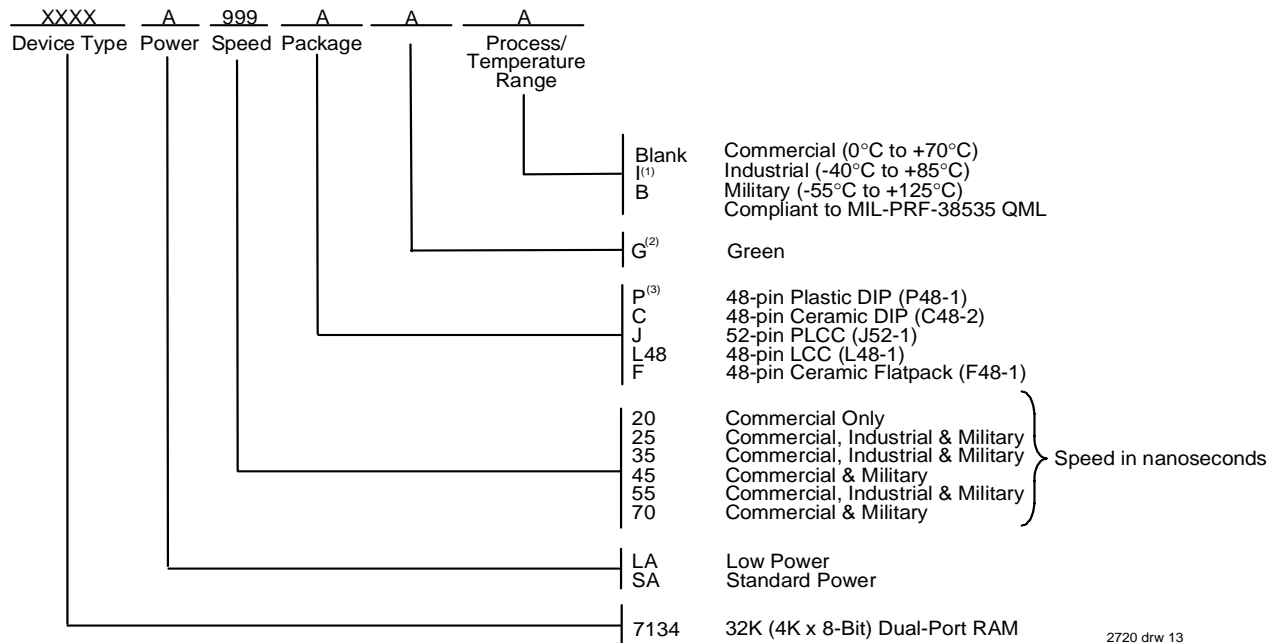 XXXX A 999 A A A
Device Type Power Speed Package Process/
Temperature
Range
Blank Commercial (0°C to +70°C)
I(1) Industrial (-40°C to +85°C)
B Military (-55°C to +125°C)
Compliant to MIL-PRF-38535 QML
G(2) Green
P(3) 48-pin Plastic DIP (P48-1)
C 48-pin Ceramic DIP (C48-2)
J 52-pin PLCC (J52-1)
L48 48-pin LCC (L48-1)
F 48-pin Ceramic Flatpack (F48-1)
20 Commercial Only
25 Commercial, Industrial & Military
35 Commercial, Industrial & Military
45 Commercial & Military
55 Commercial, Industrial & Military
70 Commercial & Military
Speed in nanoseconds
LA Low Power
SA Standard Power
7134 32K (4K x 8-Bit) Dual-Port RAM
2720 drw 13